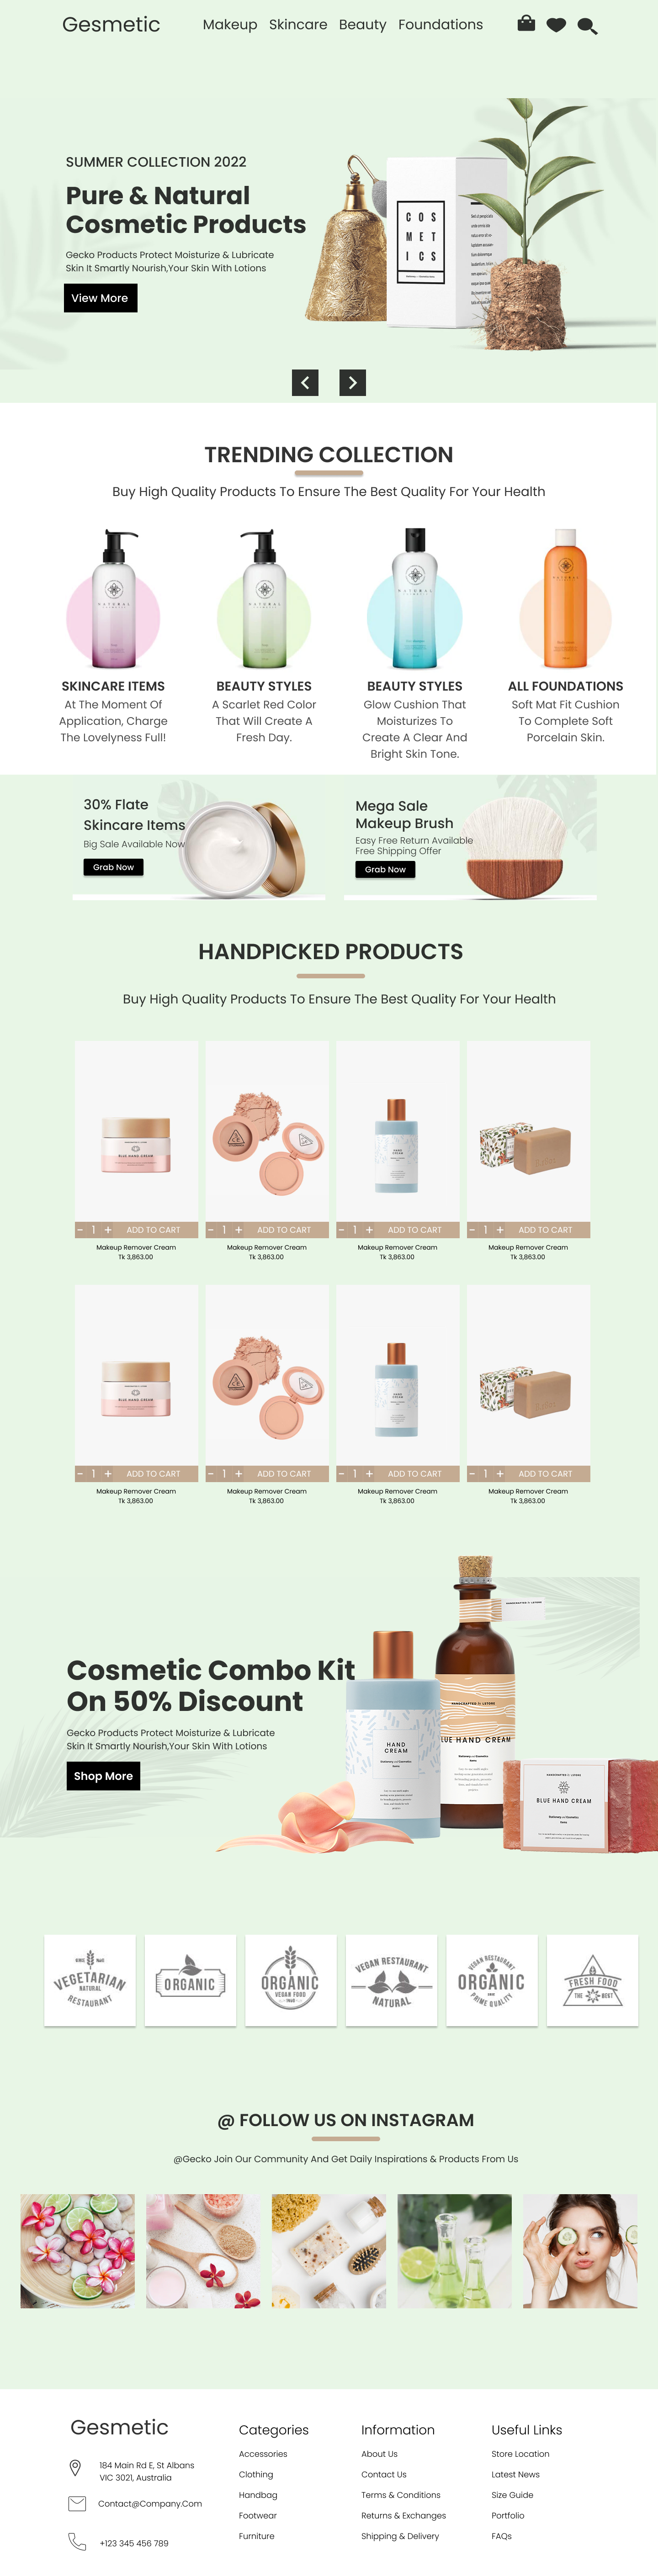 Gesmetic
Makeup Skincare Beauty Foundations
SUMMER COLLECTION 2022
Pure & Natural
Cosmetic Products
Gecko Products Protect Moisturize & Lubricate
Skin It Smartly Nourish,Your Skin With Lotions
View More
COS
MET
ICS
TRENDING COLLECTION
Buy High Quality Products To Ensure The Best Quality For Your Health
NATURAL
NATURAL
NATURAL
NATURAL
SKINCARE ITEMS
At The Moment Of
Application, Charge
The Lovelyness Full!
BEAUTY STYLES
A Scarlet Red Color
That Will Create A
Fresh Day.
BEAUTY STYLES
Glow Cushion That
Moisturizes To
Create A Clear And
Bright Skin Tone.
ALL FOUNDATIONS
Soft Mat Fit Cushion
To Complete Soft
Porcelain Skin.
30% Flate
Skincare Items
Big Sale Available Now
Grab Now
Mega Sale
Makeup Brush
Easy Free Return Available
Free Shipping Offer
Grab Now
HANDPICKED PRODUCTS
Buy High Quality Products To Ensure The Best Quality For Your Health
BLUE HAND CREAM
HAND
CREAM
- 1 + ADD TO CART
- 1 + ADD TO CART
- 1 + ADD TO CART
- 1 + ADD TO CART
Makeup Remover Cream
Tk 3,863.00
Makeup Remover Cream
Tk 3,863.00
Makeup Remover Cream
Tk 3,863.00
Makeup Remover Cream
Tk 3,863.00
BLUE HAND CREAM
HAND
CREAM
- 1 + ADD TO CART
- 1 + ADD TO CART
- 1 + ADD TO CART
- 1 + ADD TO CART
Makeup Remover Cream
Tk 3,863.00
Makeup Remover Cream
Tk 3,863.00
Makeup Remover Cream
Tk 3,863.00
Makeup Remover Cream
Tk 3,863.00
Cosmetic Combo Kit
On 50% Discount
Gecko Products Protect Moisturize & Lubricate
Skin It Smartly Nourish,Your Skin With Lotions
Shop More
HAND
CREAM
LUE HAND CREAM
BLUE HAND CREAM
VEGETARIAN
NATURAL
RESTAURANT
ORGANIC
ORGANIC
VEGAN FOOD
VEGAN RESTAURANT
NATURAL
VEGAN RESTAURANT
ORGANIC
PRIME QUALITY
FRESH FOOD
THE BEST
@ FOLLOW US ON INSTAGRAM
@Gecko Join Our Community And Get Daily Inspirations & Products From Us
Gesmetic
184 Main Rd E, St Albans
VIC 3021, Australia
Contact@Company.Com
+123 345 456 789
Categories
Accessories
Clothing
Handbag
Footwear
Furniture
Information
About Us
Contact Us
Terms & Conditions
Returns & Exchanges
Shipping & Delivery
Useful Links
Store Location
Latest News
Size Guide
Portfolio
FAQs